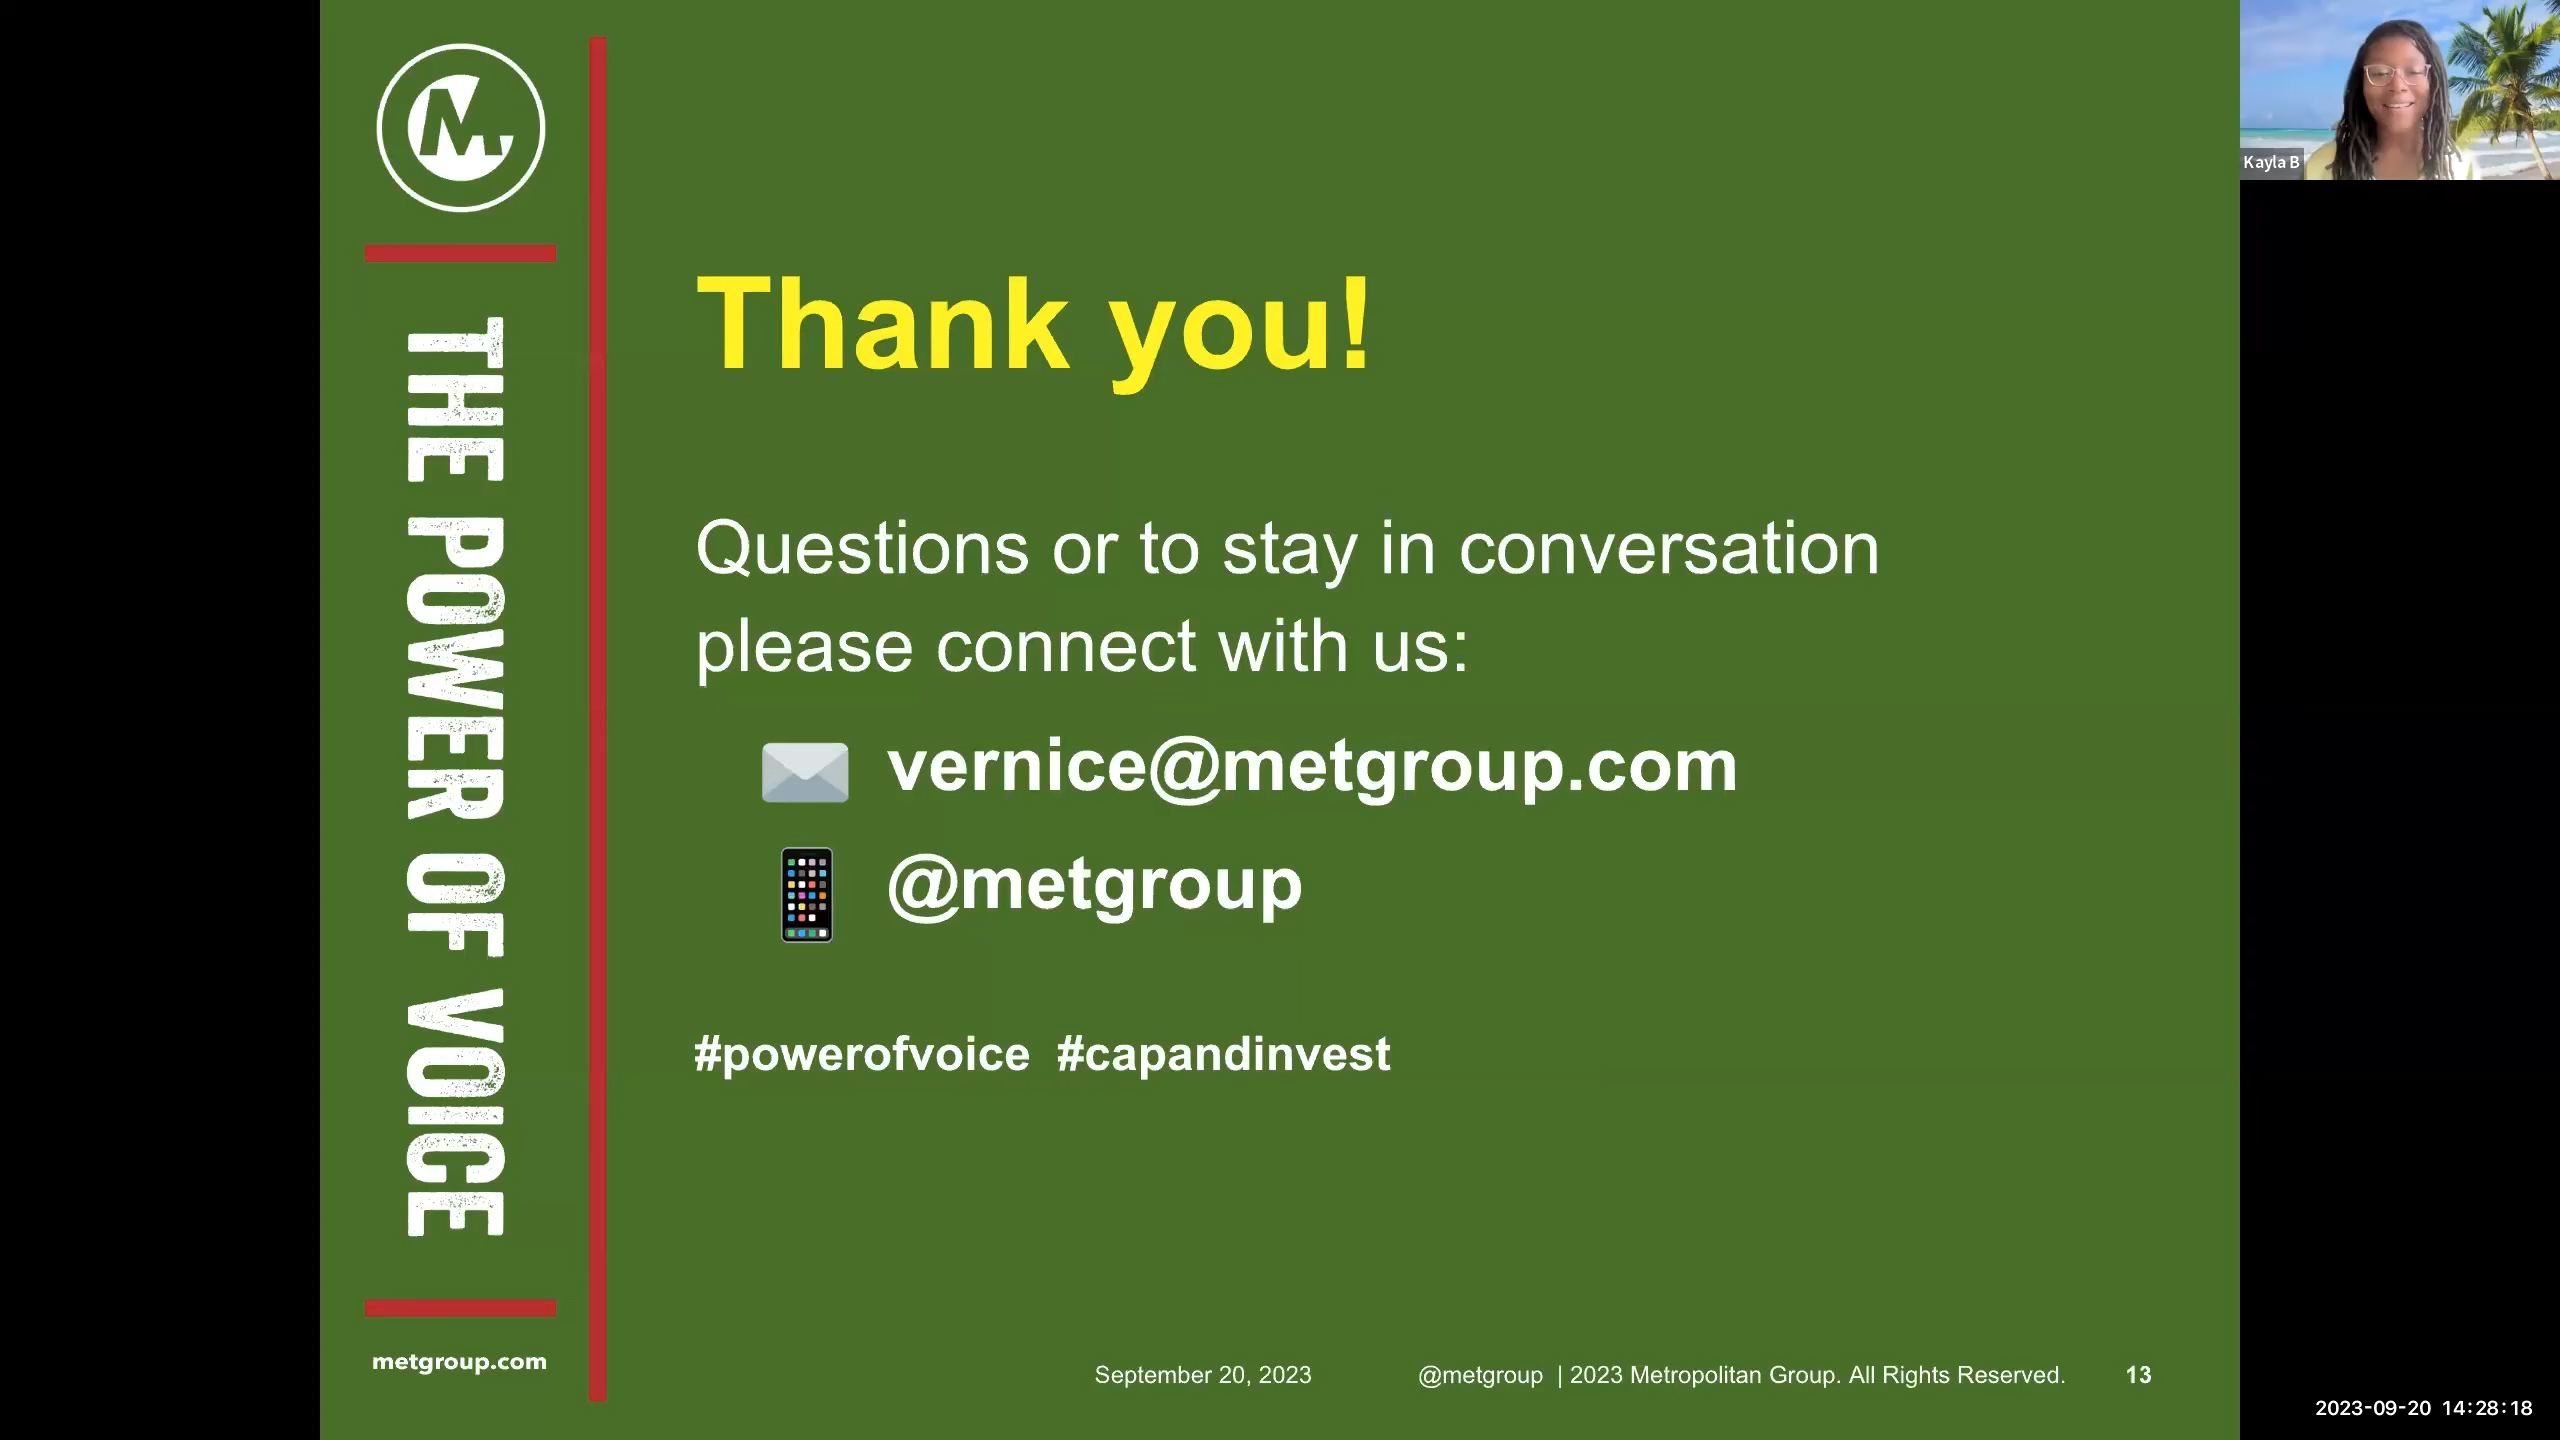 THE POWER OF VOICE
metgroup.com
Thank you!
Questions or to stay in conversation
please connect with us:
vernice@metgroup.com
@metgroup
#powerofvoice #capandinvest
September 20, 2023
@metgroup | 2023 Metropolitan Group. All Rights Reserved.
13
Kayla B
2023-09-20 14:28:18